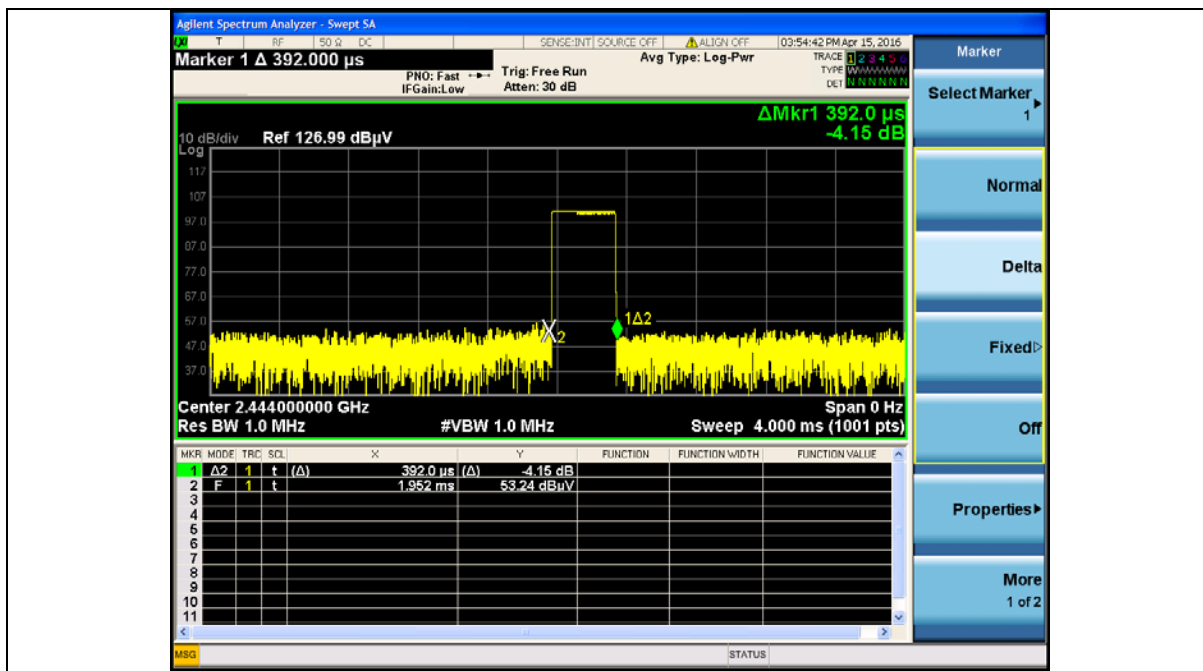 Agilent Spectrum Analyzer - Swept SA
LXI T RF 50 Ω DC SENSE:INT SOURCE OFF ⚠ ALIGN OFF 03:54:42 PM Apr 15, 2016
Marker 1 Δ 392.000 µs
PNO: Fast
IFGain:Low
Trig: Free Run
Atten: 30 dB
Avg Type: Log-Pwr
TRACE 1 2 3 4 5 6
TYPE WWWWWW
DET N N N N N N
ΔMkr1 392.0 µs
-4.15 dB
10 dB/div Ref 126.99 dBµV
Log
117
107
97.0
87.0
77.0
67.0
57.0
47.0
37.0
X2
1Δ2
Center 2.444000000 GHz Span 0 Hz
Res BW 1.0 MHz #VBW 1.0 MHz Sweep 4.000 ms (1001 pts)
MKR MODE TRC SCL X Y FUNCTION FUNCTION WIDTH FUNCTION VALUE
1 Δ2 1 t (Δ) 392.0 µs (Δ) -4.15 dB
2 F 1 t 1.952 ms 53.24 dBµV
3
4
5
6
7
8
9
10
11
MSG STATUS
Marker
Select Marker
1
Normal
Delta
Fixed
Off
Properties
More
1 of 2